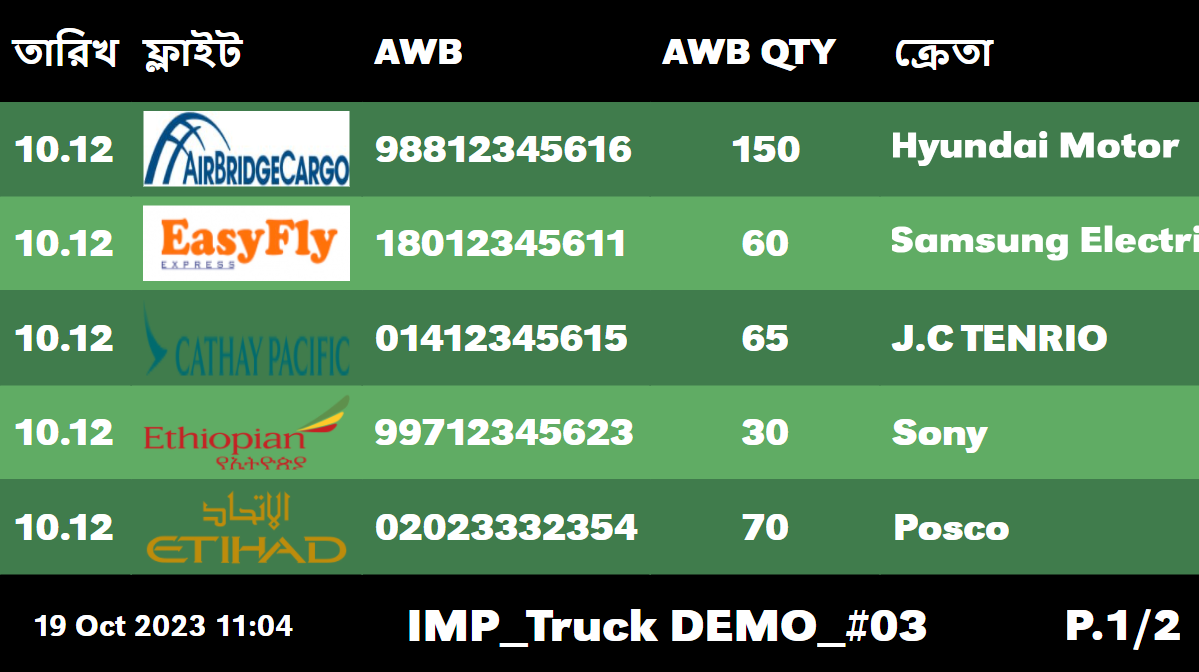 তারিখ ফ্লাইট AWB AWB QTY ক্রেতা
10.12 AIRBRIDGECARGO 98812345616 150 Hyundai Motor
10.12 EasyFly EXPRESS 18012345611 60 Samsung Electri
10.12 CATHAY PACIFIC 01412345615 65 J.C TENRIO
10.12 Ethiopian የኢትዮጵያ 99712345623 30 Sony
10.12 الإتحاد ETIHAD 02023332354 70 Posco
19 Oct 2023 11:04 IMP_Truck DEMO_#03 P.1/2